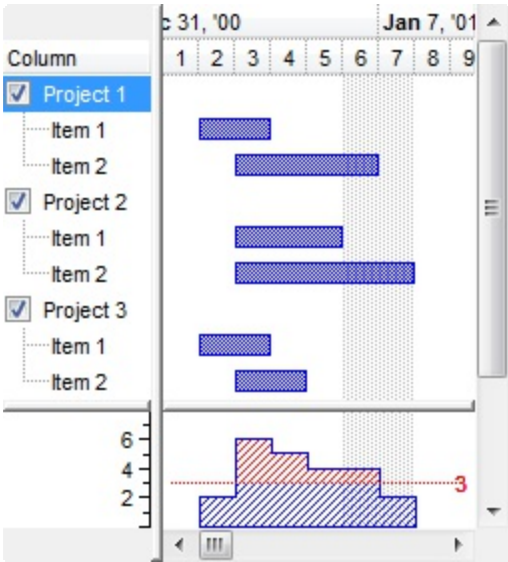 c 31, '00 Jan 7, '01
Column 1 2 3 4 5 6 7 8 9
Project 1
Item 1
Item 2
Project 2
Item 1
Item 2
Project 3
Item 1
Item 2
6
4
3
2